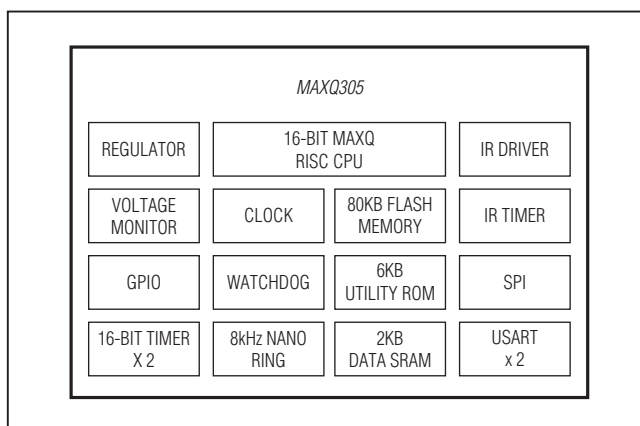 MAXQ305
REGULATOR
16-BIT MAXQ
RISC CPU
IR DRIVER
VOLTAGE
MONITOR
CLOCK
80KB FLASH
MEMORY
IR TIMER
GPIO
WATCHDOG
6KB
UTILITY ROM
SPI
16-BIT TIMER
X 2
8kHz NANO
RING
2KB
DATA SRAM
USART
x 2